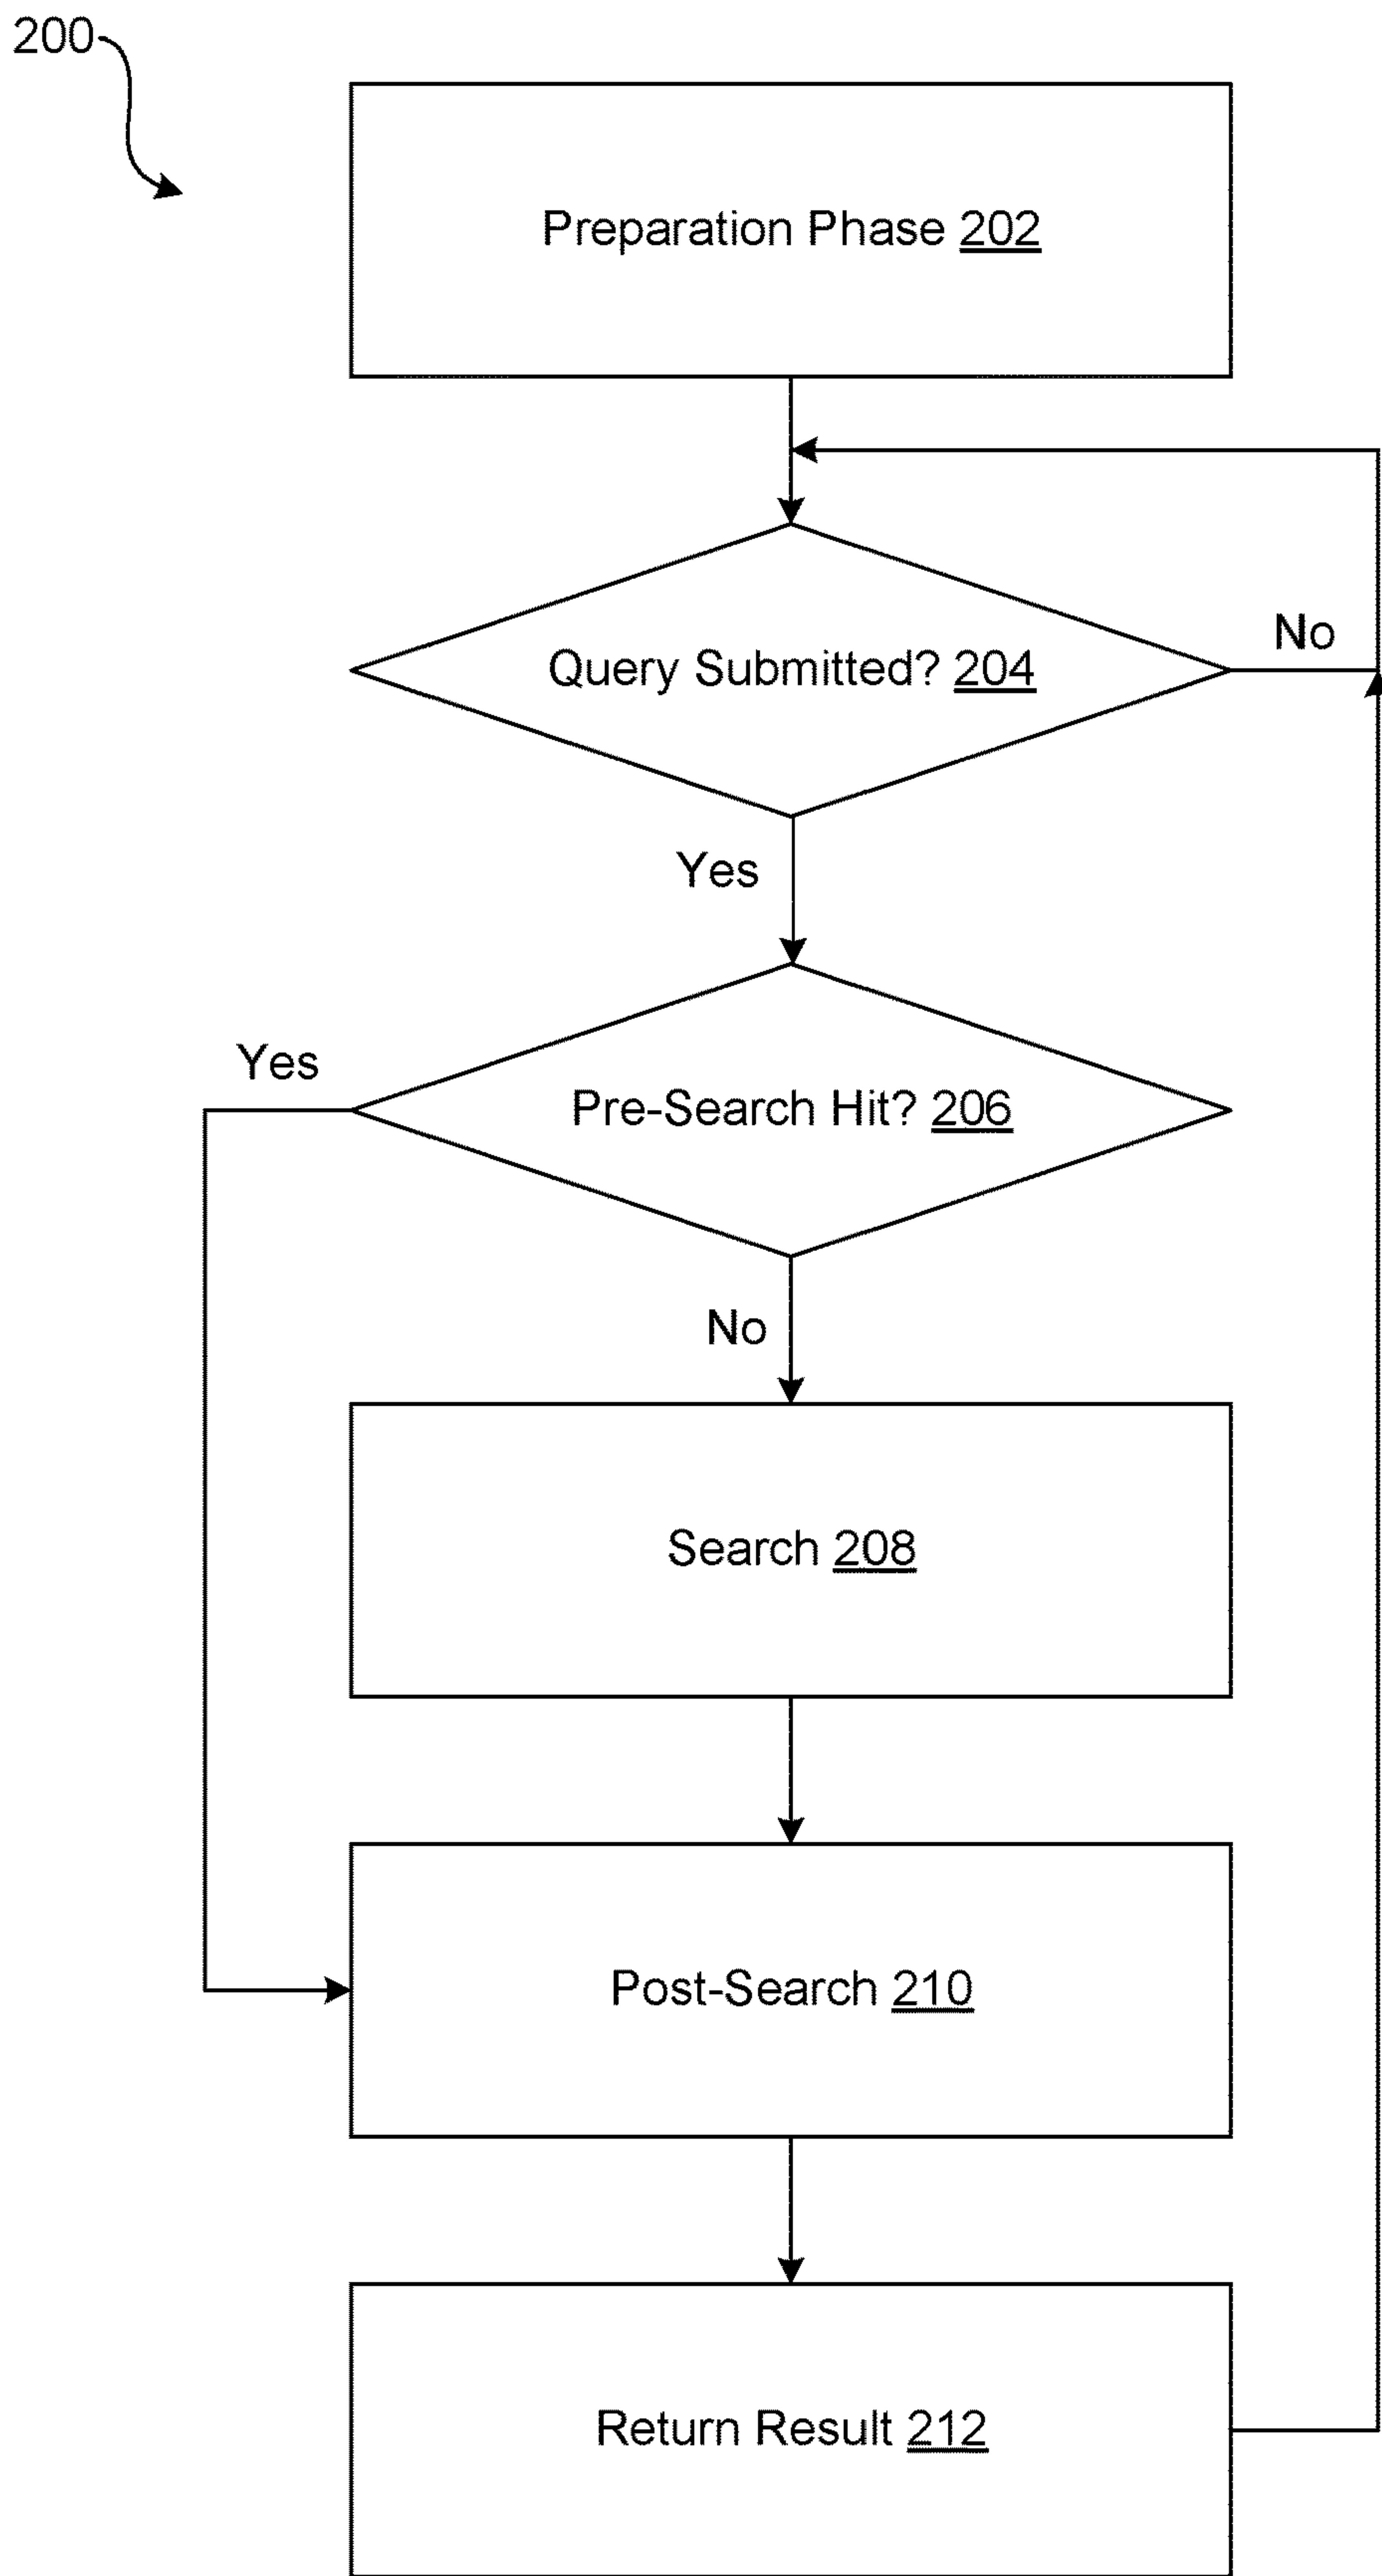 200
Preparation Phase 202
Query Submitted? 204
No
Yes
Yes
Pre-Search Hit? 206
No
Search 208
Post-Search 210
Return Result 212